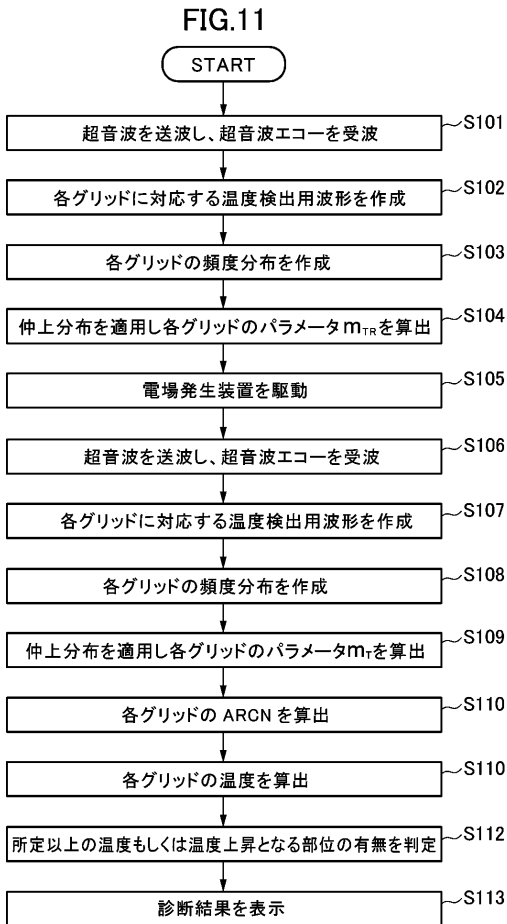 FIG.11
START
超音波を送波し、超音波エコーを受波
S101
各グリッドに対応する温度検出用波形を作成
S102
各グリッドの頻度分布を作成
S103
仲上分布を適用し各グリッドのパラメータmTRを算出
S104
電場発生装置を駆動
S105
超音波を送波し、超音波エコーを受波
S106
各グリッドに対応する温度検出用波形を作成
S107
各グリッドの頻度分布を作成
S108
仲上分布を適用し各グリッドのパラメータmTを算出
S109
各グリッドの ARCN を算出
S110
各グリッドの温度を算出
S110
所定以上の温度もしくは温度上昇となる部位の有無を判定
S112
診断結果を表示
S113